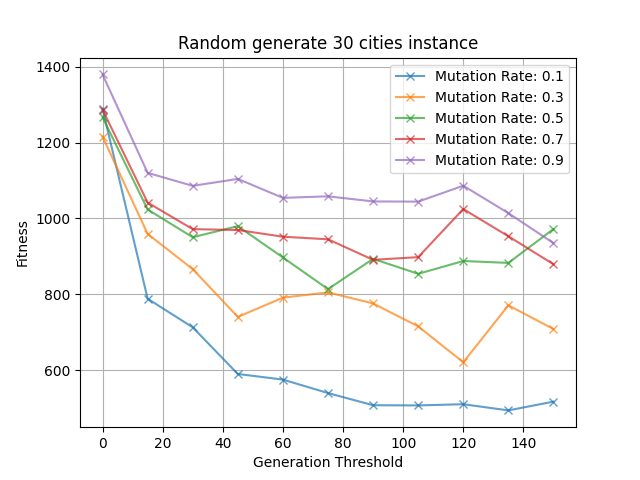 Random generate 30 cities instance
1400
1200
1000
800
600
Fitness
Mutation Rate: 0.1
Mutation Rate: 0.3
Mutation Rate: 0.5
Mutation Rate: 0.7
Mutation Rate: 0.9
0 20 40 60 80 100 120 140
Generation Threshold